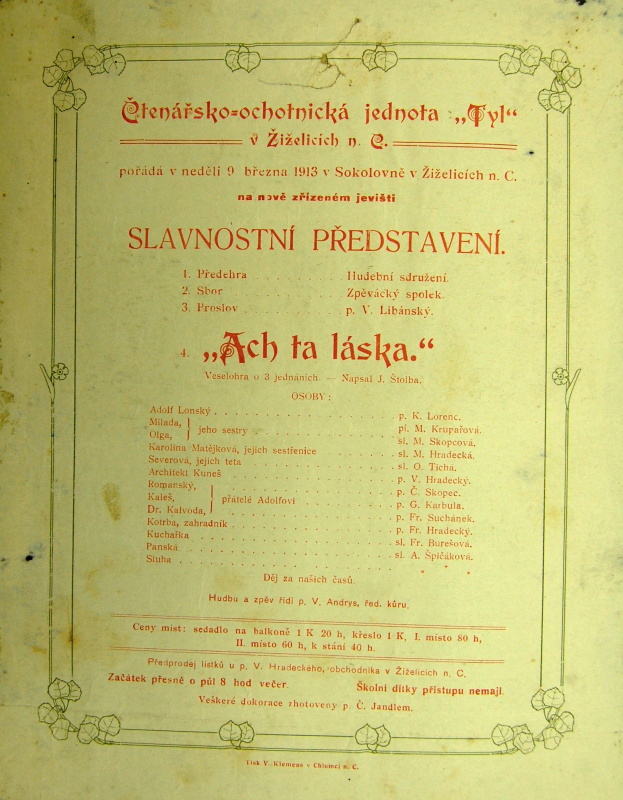 Čtenářsko-ochotnická jednota „Tyl“
v Žiželicích n. C.
pořádá v neděli 9 března 1913 v Sokolovně v Žiželicích n. C.
na nově zřízeném jevišti
SLAVNOSTNÍ PŘEDSTAVENÍ.
1. Předehra . . . . . . . . Hudební sdružení.
2. Sbor . . . . . . . . Zpěvácký spolek.
3. Proslov . . . . . . . . p. V. Libánský.
4. „Ach ta láska.“
Veselohra o 3 jednáních. — Napsal J. Štolba.
OSOBY:
Adolf Lonský . . . . . . . . p. K. Lorenc.
Milada, } jeho sestry . . . . . . . . pí. M. Krupařová.
Olga, } . . . . . . . . sl. M. Skopcová.
Karolina Matějková, jejich sestřenice . . . . . . . . sl. M. Hradecká.
Severová, jejich teta . . . . . . . . sl. O. Tichá.
Architekt Kuneš . . . . . . . . p. V. Hradecký.
Romanský, } přátelé Adolfovi . . . . . . . . p. Č. Skopec.
Kaleš, } . . . . . . . . p. G. Karbula.
Dr. Kalvoda, } . . . . . . . . p. Fr. Suchánek.
Kotrba, zahradník . . . . . . . . p. Fr. Hradecký.
Kuchařka . . . . . . . . sl. Fr. Burešová.
Panská . . . . . . . . sl. A. Špičáková.
Sluha . . . . . . . . * * *
Děj za našich časů.
Hudbu a zpěv řídí p. V. Andrys, řed. kůru.
Ceny míst: sedadlo na balkoně 1 K 20 h, křeslo 1 K, I. místo 80 h,
II. místo 60 h, k stání 40 h.
Předprodej lístků u p. V. Hradeckého, obchodníka v Žiželicích n. C.
Začátek přesně o půl 8 hod večer. Školní dítky přístupu nemají.
Veškeré dekorace zhotoveny p. Č. Jandlem.
Tisk V. Klemens v Chlumci n. C.